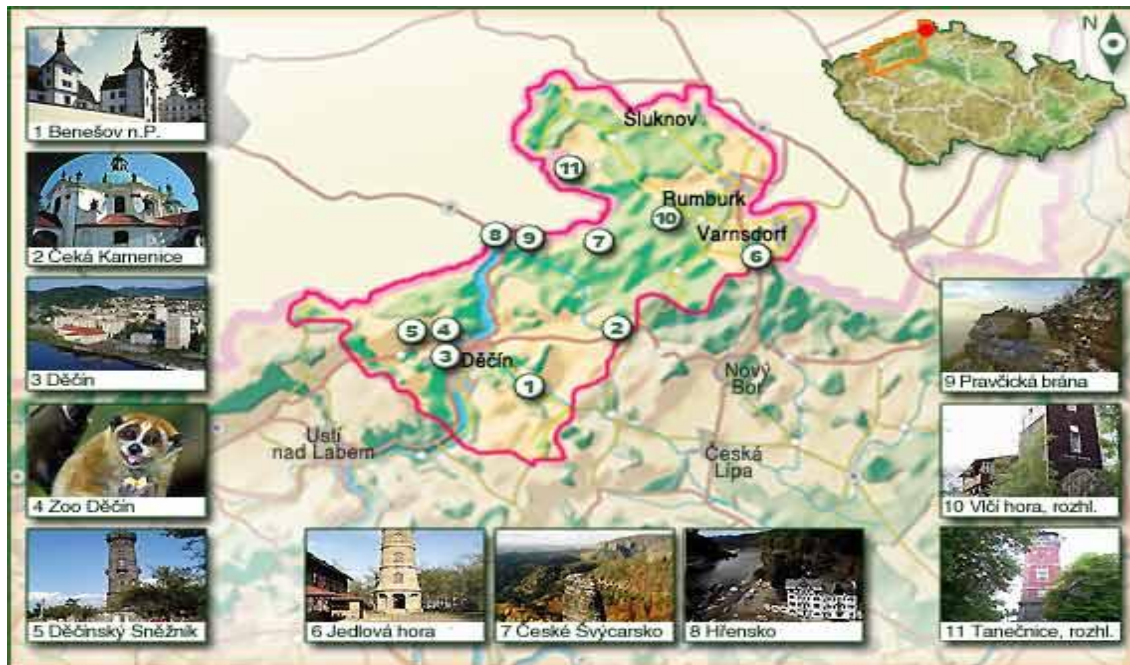 N
1 Benešov n.P.
2 Čeká Kamenice
3 Děčín
4 Zoo Děčín
5 Děčínský Sněžník
6 Jedlová hora
7 České Švýcarsko
8 Hřensko
9 Pravčická brána
10 Vlčí hora, rozhl.
11 Tanečnice, rozhl.
Šluknov
11
Rumburk
10
Varnsdorf
8
9
7
6
5
4
2
3
Děčín
1
Nový
Bor
Ústí
nad Labem
Česká
Lípa